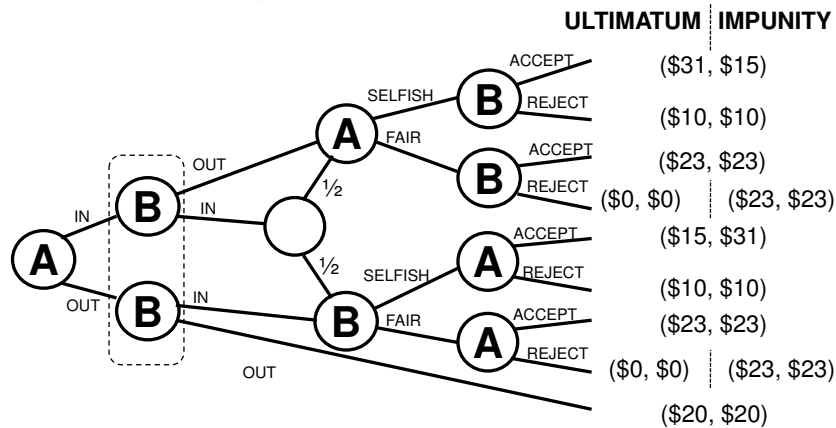 ULTIMATUM IMPUNITY
ACCEPT
($31, $15)
SELFISH
B
REJECT
($10, $10)
A
FAIR
ACCEPT
($23, $23)
OUT
B
REJECT
($0, $0) ($23, $23)
½
IN
B
IN
ACCEPT
($15, $31)
A
½
SELFISH
A
REJECT
($10, $10)
OUT
B
IN
B
FAIR
ACCEPT
($23, $23)
A
REJECT
($0, $0) ($23, $23)
OUT
($20, $20)